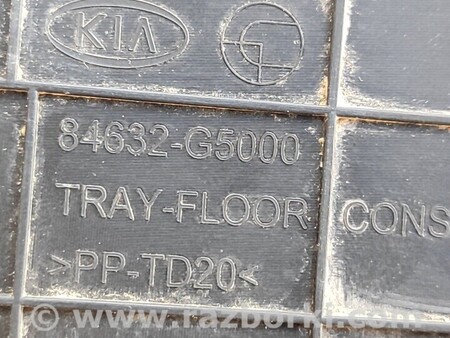 KIA
84632-G5000
TRAY-FLOOR CONS
>PP-TD20<
© www.razborki.com